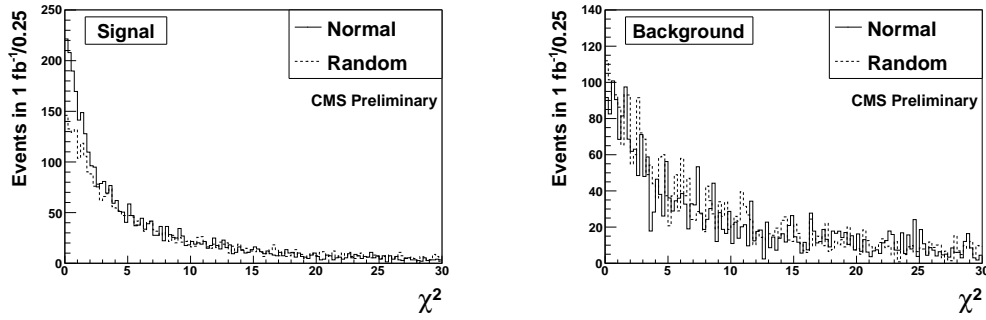 Signal
Normal
Random
CMS Preliminary
Events in 1 fb⁻¹/0.25
250
200
150
100
50
0
0 5 10 15 20 25 30
χ²
Background
Normal
Random
CMS Preliminary
Events in 1 fb⁻¹/0.25
140
120
100
80
60
40
20
0
0 5 10 15 20 25 30
χ²